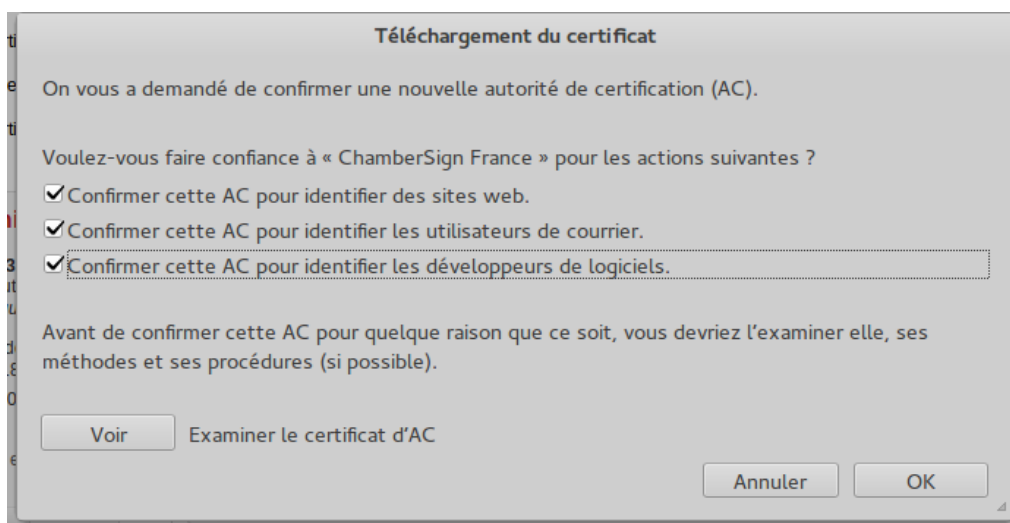 Téléchargement du certificat
On vous a demandé de confirmer une nouvelle autorité de certification (AC).
Voulez-vous faire confiance à « ChamberSign France » pour les actions suivantes ?
Confirmer cette AC pour identifier des sites web.
Confirmer cette AC pour identifier les utilisateurs de courrier.
Confirmer cette AC pour identifier les développeurs de logiciels.
Avant de confirmer cette AC pour quelque raison que ce soit, vous devriez l’examiner elle, ses
méthodes et ses procédures (si possible).
Voir Examiner le certificat d’AC
Annuler OK